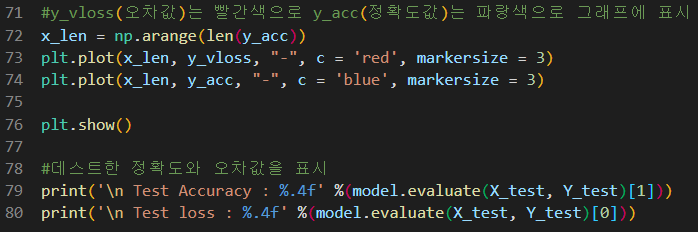 71 #y_vloss(오차값)는 빨간색으로 y_acc(정확도값)는 파랑색으로 그래프에 표시
72 x_len = np.arange(len(y_acc))
73 plt.plot(x_len, y_vloss, "-", c = 'red', markersize = 3)
74 plt.plot(x_len, y_acc, "-", c = 'blue', markersize = 3)
75
76 plt.show()
77
78 #데스트한 정확도와 오차값을 표시
79 print('\n Test Accuracy : %.4f' %(model.evaluate(X_test, Y_test)[1]))
80 print('\n Test loss : %.4f' %(model.evaluate(X_test, Y_test)[0]))